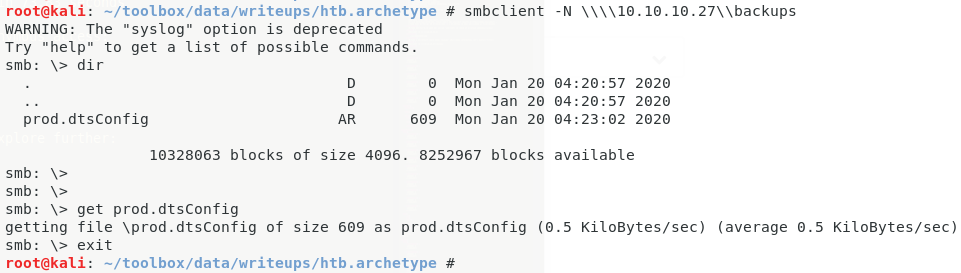 root@kali: ~/toolbox/data/writeups/htb.archetype # smbclient -N \\\\10.10.10.27\\backups
WARNING: The "syslog" option is deprecated
Try "help" to get a list of possible commands.
smb: \> dir
  .                                   D        0  Mon Jan 20 04:20:57 2020
  ..                                  D        0  Mon Jan 20 04:20:57 2020
  prod.dtsConfig                     AR      609  Mon Jan 20 04:23:02 2020
                10328063 blocks of size 4096. 8252967 blocks available
smb: \>
smb: \>
smb: \> get prod.dtsConfig
getting file \prod.dtsConfig of size 609 as prod.dtsConfig (0.5 KiloBytes/sec) (average 0.5 KiloBytes/sec)
smb: \> exit
root@kali: ~/toolbox/data/writeups/htb.archetype #